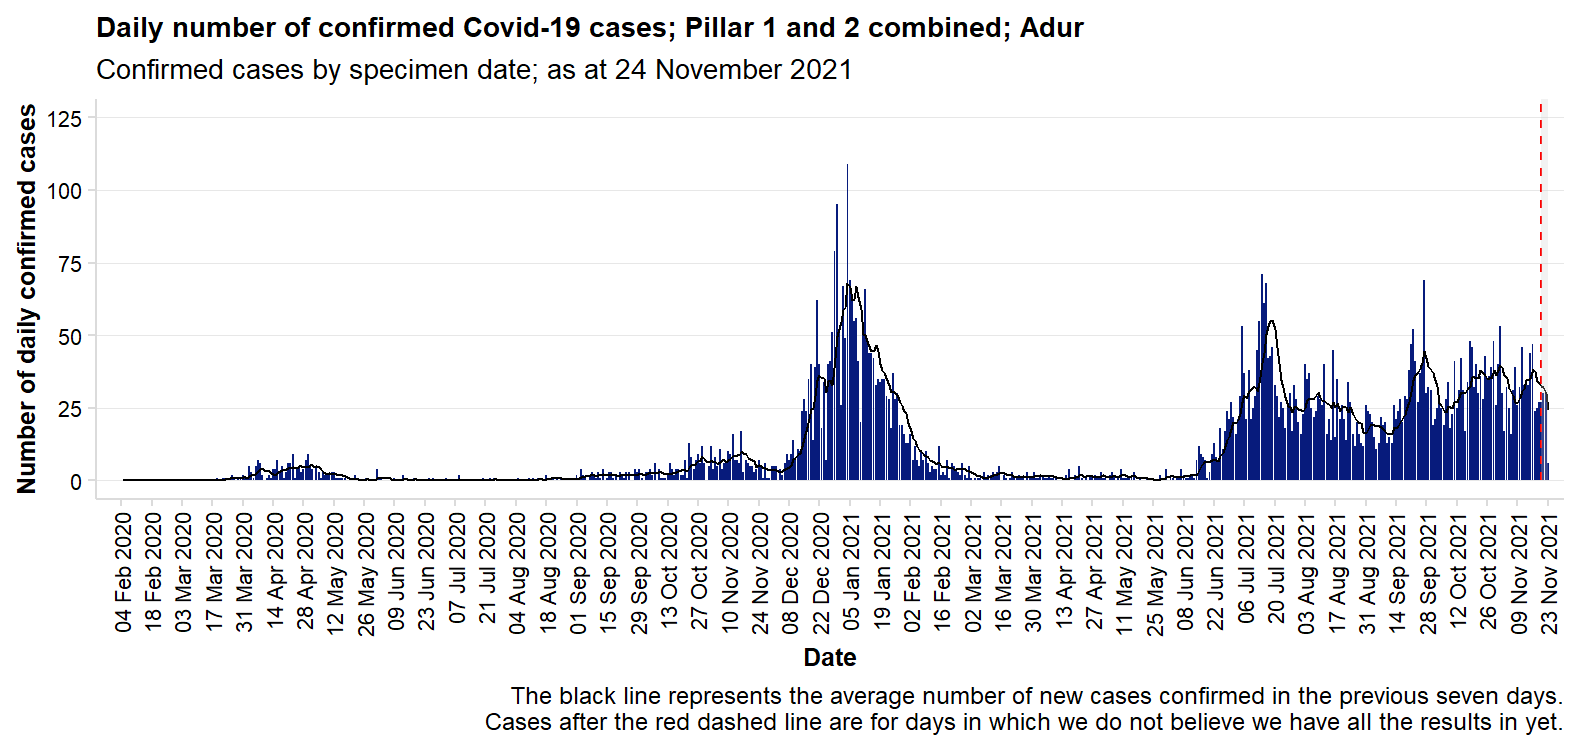 Daily number of confirmed Covid-19 cases; Pillar 1 and 2 combined; Adur
Confirmed cases by specimen date; as at 24 November 2021
Number of daily confirmed cases
125
100
75
50
25
0
04 Feb 2020
18 Feb 2020
03 Mar 2020
17 Mar 2020
31 Mar 2020
14 Apr 2020
28 Apr 2020
12 May 2020
26 May 2020
09 Jun 2020
23 Jun 2020
07 Jul 2020
21 Jul 2020
04 Aug 2020
18 Aug 2020
01 Sep 2020
15 Sep 2020
29 Sep 2020
13 Oct 2020
27 Oct 2020
10 Nov 2020
24 Nov 2020
08 Dec 2020
22 Dec 2020
05 Jan 2021
19 Jan 2021
02 Feb 2021
16 Feb 2021
02 Mar 2021
16 Mar 2021
30 Mar 2021
13 Apr 2021
27 Apr 2021
11 May 2021
25 May 2021
08 Jun 2021
22 Jun 2021
06 Jul 2021
20 Jul 2021
03 Aug 2021
17 Aug 2021
31 Aug 2021
14 Sep 2021
28 Sep 2021
12 Oct 2021
26 Oct 2021
09 Nov 2021
23 Nov 2021
Date
The black line represents the average number of new cases confirmed in the previous seven days.
Cases after the red dashed line are for days in which we do not believe we have all the results in yet.